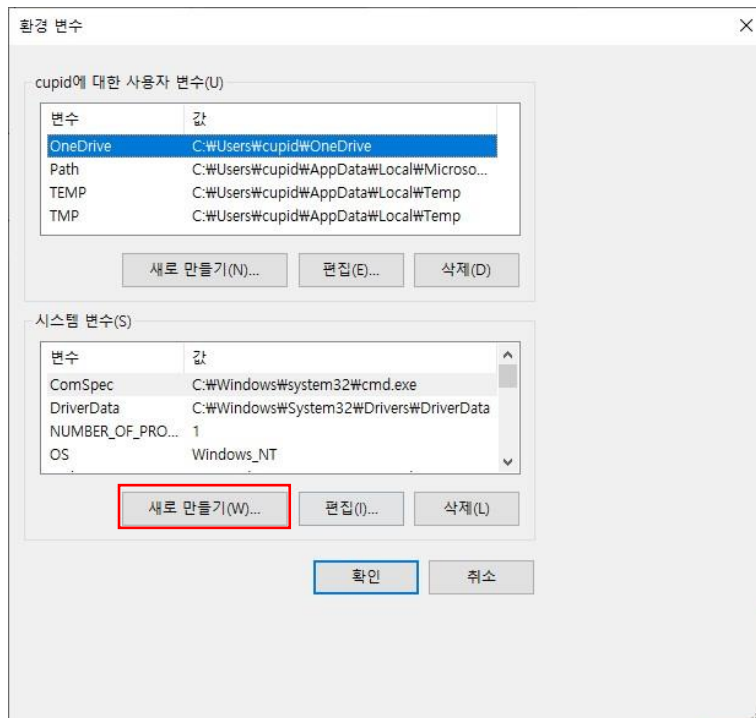 환경 변수
cupid에 대한 사용자 변수(U)
변수 값
OneDrive C:₩Users₩cupid₩OneDrive
Path C:₩Users₩cupid₩AppData₩Local₩Microso...
TEMP C:₩Users₩cupid₩AppData₩Local₩Temp
TMP C:₩Users₩cupid₩AppData₩Local₩Temp
새로 만들기(N)... 편집(E)... 삭제(D)
시스템 변수(S)
변수 값
ComSpec C:₩Windows₩system32₩cmd.exe
DriverData C:₩Windows₩System32₩Drivers₩DriverData
NUMBER_OF_PRO... 1
OS Windows_NT
새로 만들기(W)... 편집(I)... 삭제(L)
확인 취소